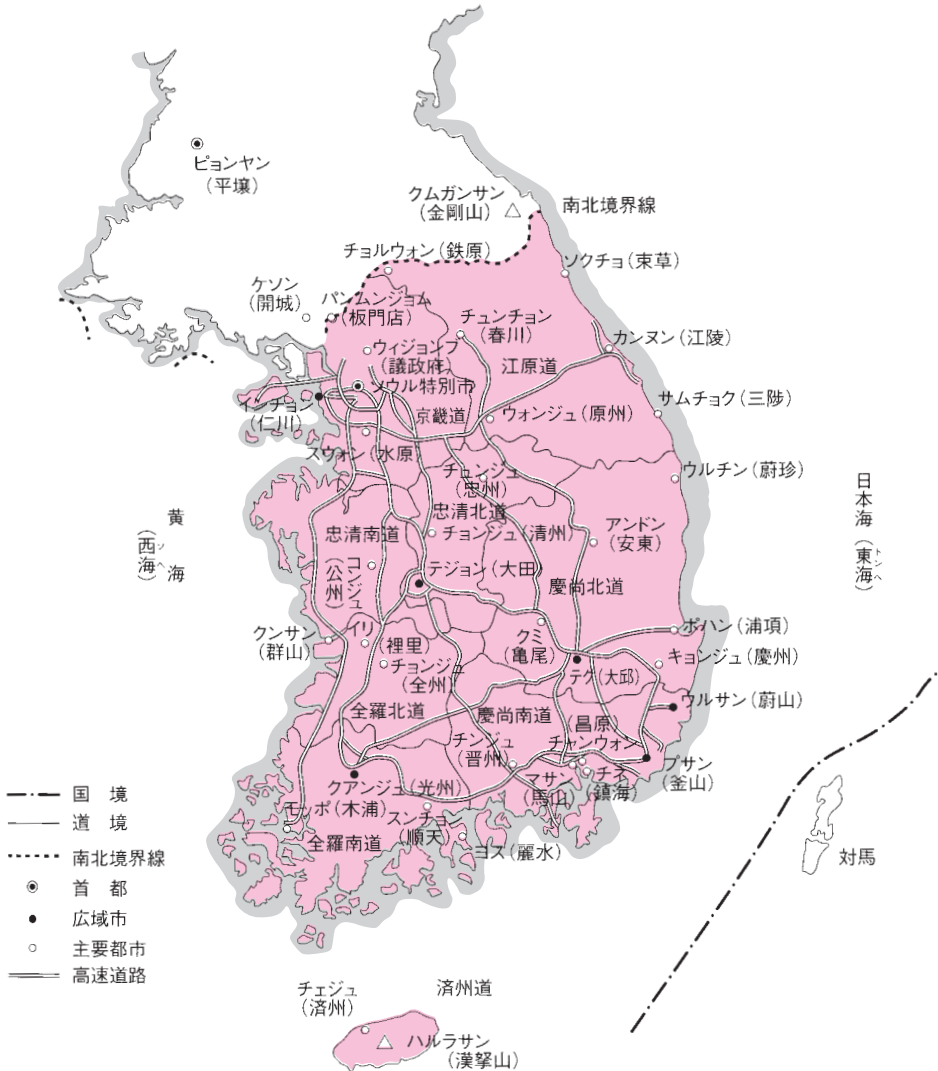 ピョンヤン
(平壌)
クムガンサン
(金剛山)
南北境界線
チョルウォン(鉄原)
ソクチョ(束草)
ケソン
(開城)
パンムンジョム
(板門店)
チュンチョン
(春川)
カンヌン(江陵)
ウィジョンブ
(議政府)
江原道
ソウル特別市
サムチョク(三陟)
インチョン
(仁川)
京畿道
ウォンジュ(原州)
スウォン(水原)
チュンジュ
(忠州)
ウルチン(蔚珍)
日本海(東海)
トンヘ
黄海
(西海)
ソヘ
忠清北道
忠清南道
チョンジュ(清州)
アンドン
(安東)
コンジュ
(公州)
テジョン(大田)
慶尚北道
クンサン
(群山)
イリ
(裡里)
クミ
(亀尾)
ポハン(浦項)
チョンジュ
(全州)
テグ(大邱)
キョンジュ(慶州)
全羅北道
慶尚南道
ウルサン(蔚山)
(昌原)
チャンウォン
チンジュ
(晋州)
クァンジュ(光州)
マサン
(馬山)
チネ
(鎮海)
プサン
(釜山)
モッポ(木浦)
スンチョン
(順天)
全羅南道
ヨス(麗水)
対馬
国 境
道 境
南北境界線
首 都
広域市
主要都市
高速道路
チェジュ
(済州)
済州道
ハルラサン
(漢拏山)